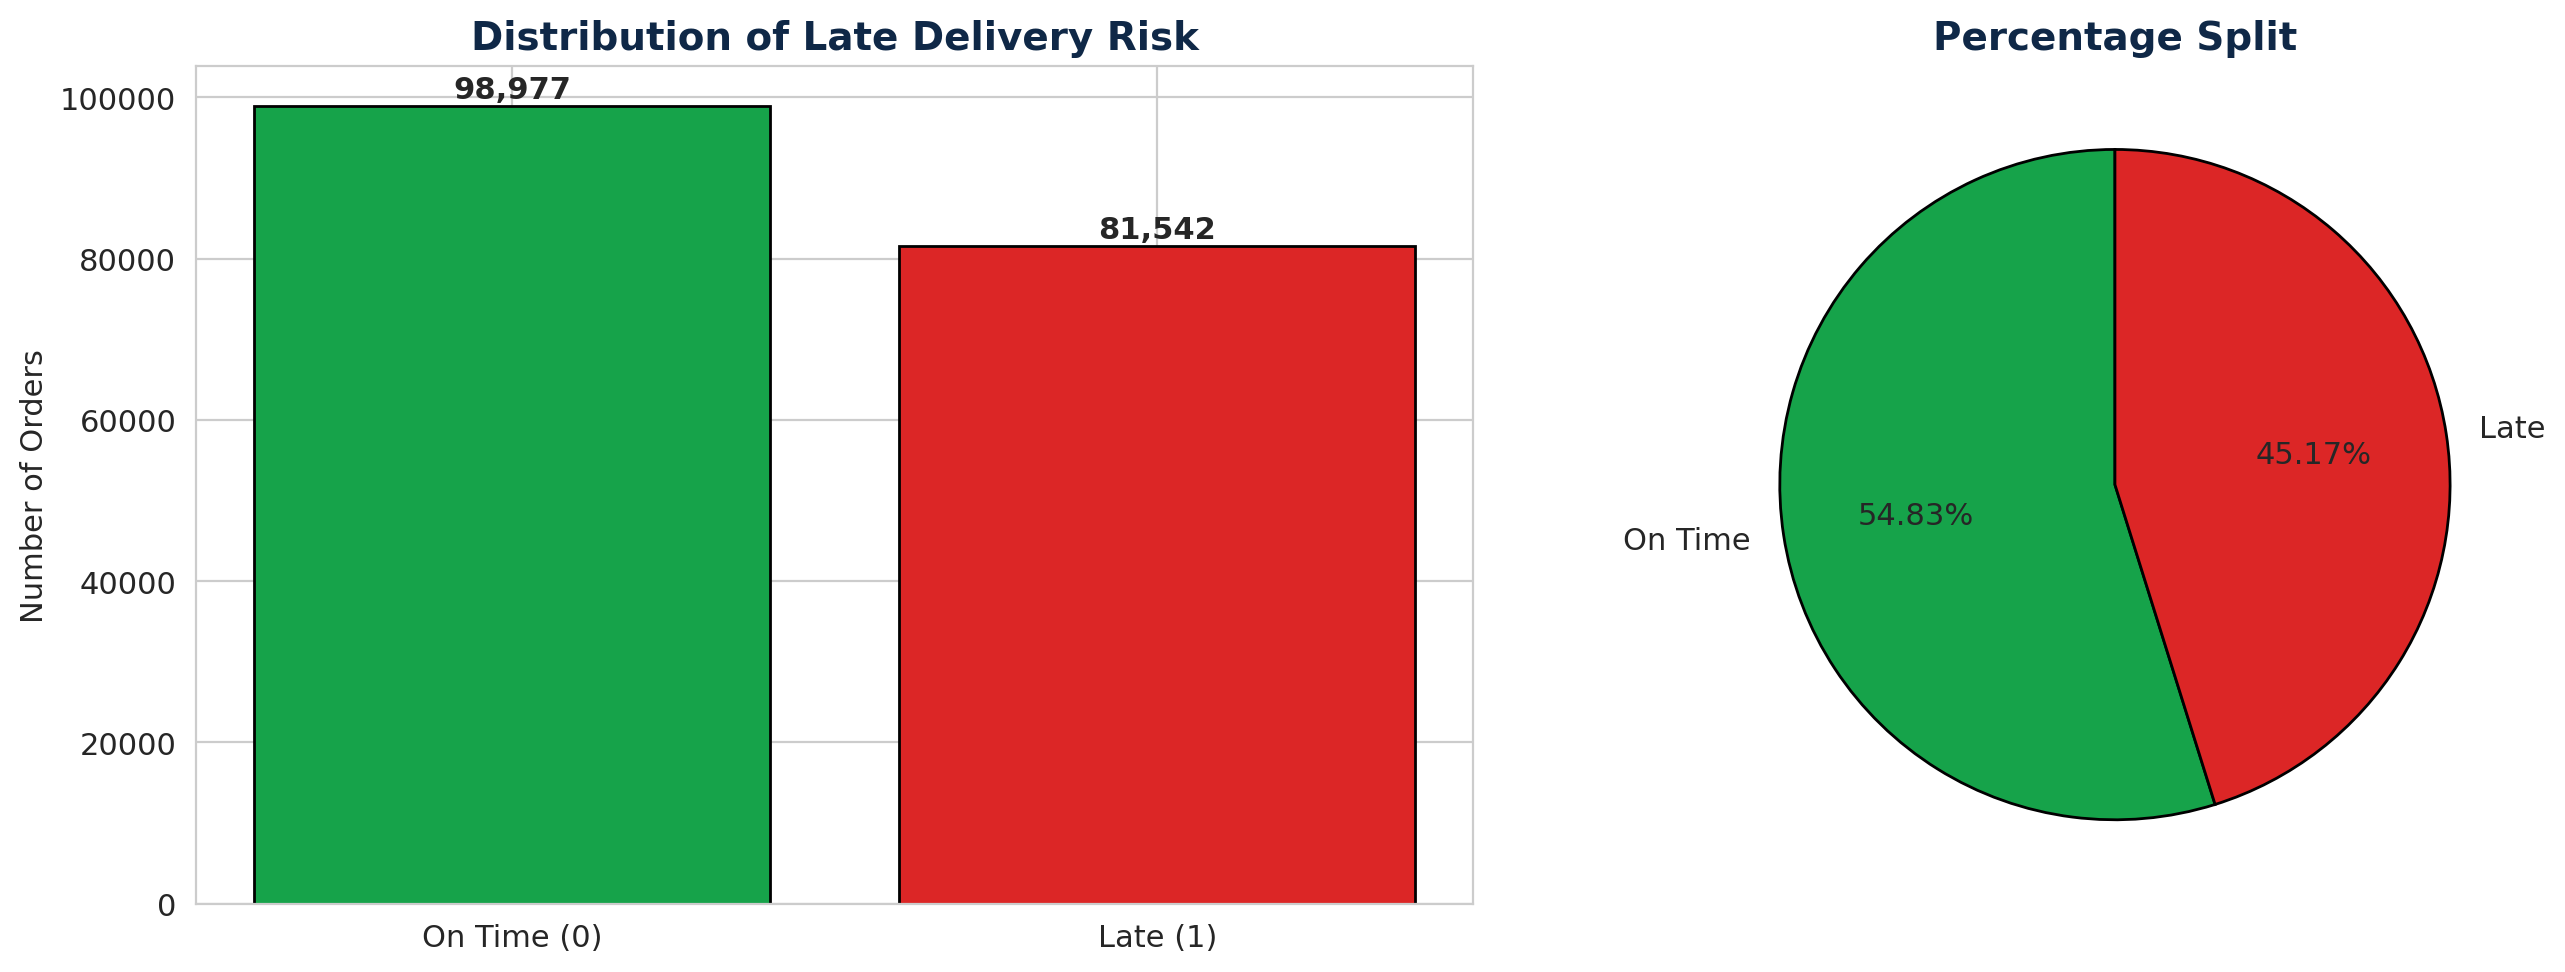 Distribution of Late Delivery Risk
98,977
81,542
100000
80000
60000
40000
20000
0
Number of Orders
On Time (0)
Late (1)
Percentage Split
Late
45.17%
54.83%
On Time